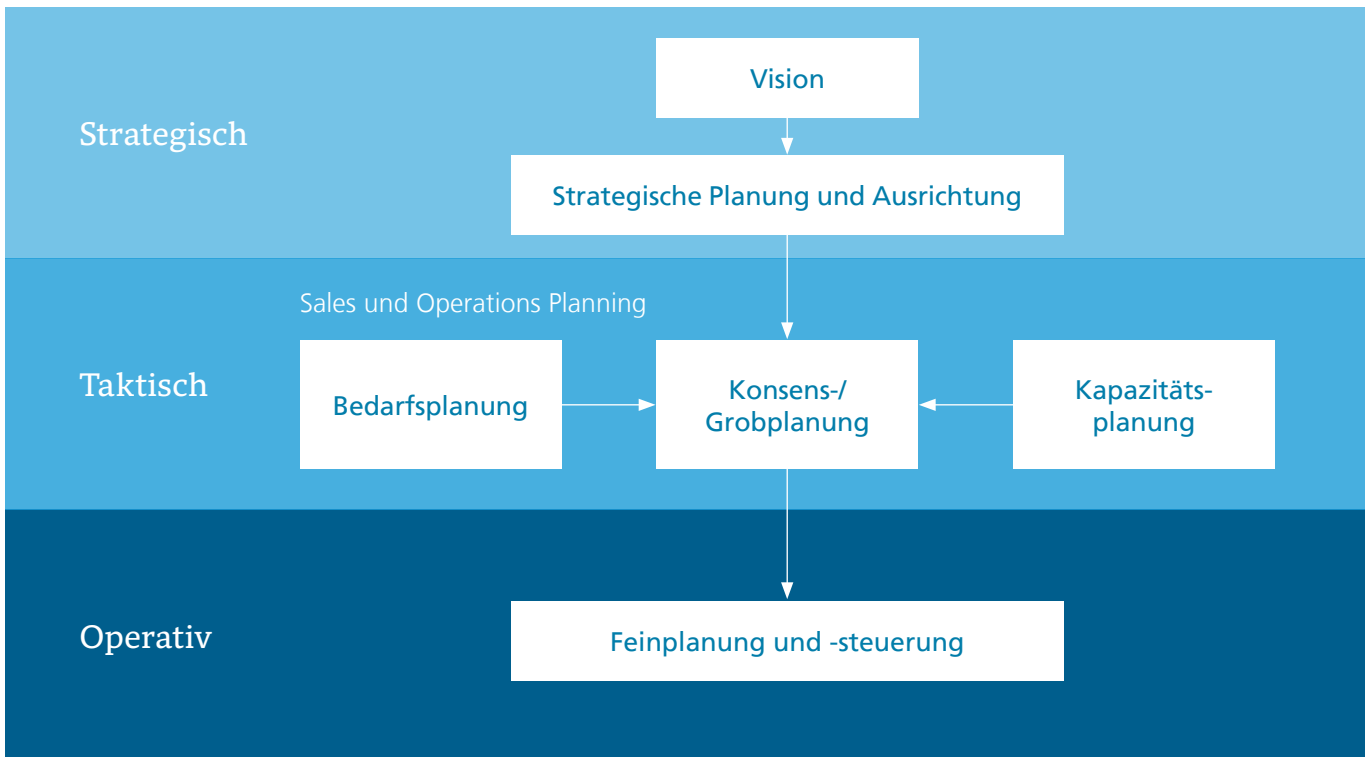 Vision
Strategisch
Strategische Planung und Ausrichtung
Sales und Operations Planning
Taktisch
Bedarfsplanung
Konsens-/
Grobplanung
Kapazitäts-
planung
Operativ
Feinplanung und -steuerung